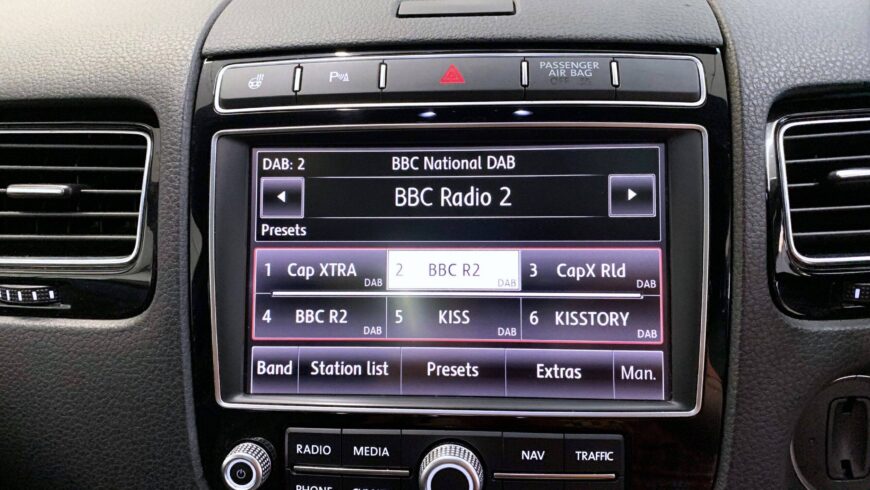 PASSENGER
AIR BAG
DAB: 2 BBC National DAB
BBC Radio 2
Presets
1 Cap XTRA DAB 2 BBC R2 DAB 3 CapX Rld DAB
4 BBC R2 DAB 5 KISS DAB 6 KISSTORY DAB
Band Station list Presets Extras Man.
RADIO MEDIA NAV TRAFFIC
PHONE